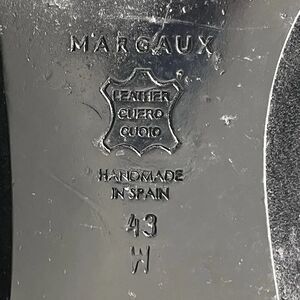 MARGAUX
LEATHER
CUERO
CUOIO
HANDMADE
IN SPAIN
43
W